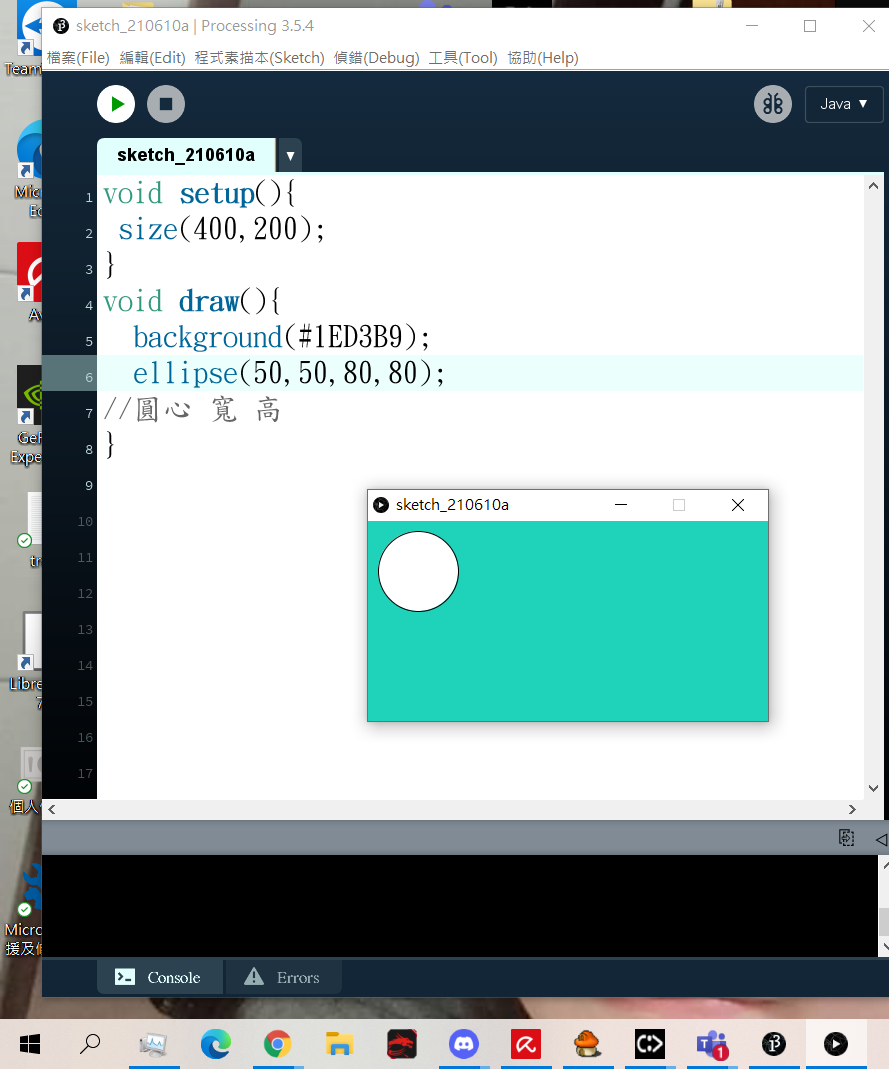 sketch_210610a | Processing 3.5.4
檔案(File) 編輯(Edit) 程式素描本(Sketch) 偵錯(Debug) 工具(Tool) 協助(Help)
Java ▼
sketch_210610a ▼
1 void setup(){
2 size(400,200);
3 }
4 void draw(){
5 background(#1ED3B9);
6 ellipse(50,50,80,80);
7 //圓心 寬 高
8 }
9
10
11
12
13
14
15
16
17
sketch_210610a
Console
Errors
Team
Mic
A
GeF
Expe
tr
Libre
7
個人
Micro
援及
1